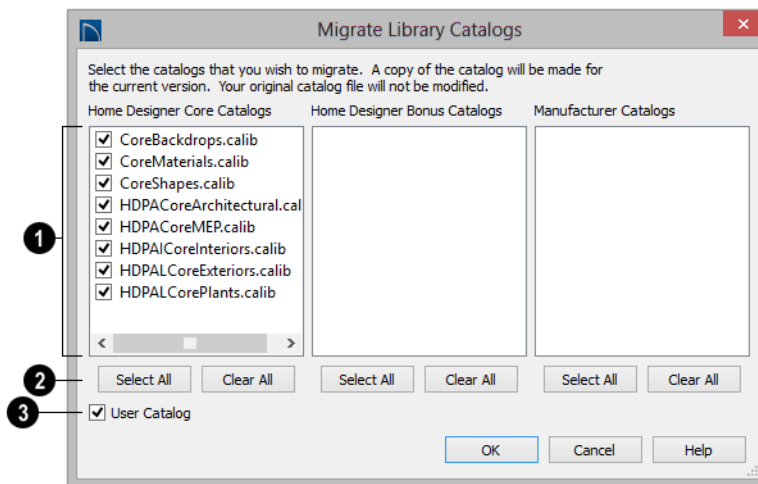 Migrate Library Catalogs
Select the catalogs that you wish to migrate. A copy of the catalog will be made for
the current version. Your original catalog file will not be modified.
Home Designer Core Catalogs
Home Designer Bonus Catalogs
Manufacturer Catalogs
1
CoreBackdrops.calib
CoreMaterials.calib
CoreShapes.calib
HDPACoreArchitectural.cal
HDPACoreMEP.calib
HDPAICoreInteriors.calib
HDPALCoreExteriors.calib
HDPALCorePlants.calib
2
Select All
Clear All
Select All
Clear All
Select All
Clear All
3
User Catalog
OK
Cancel
Help